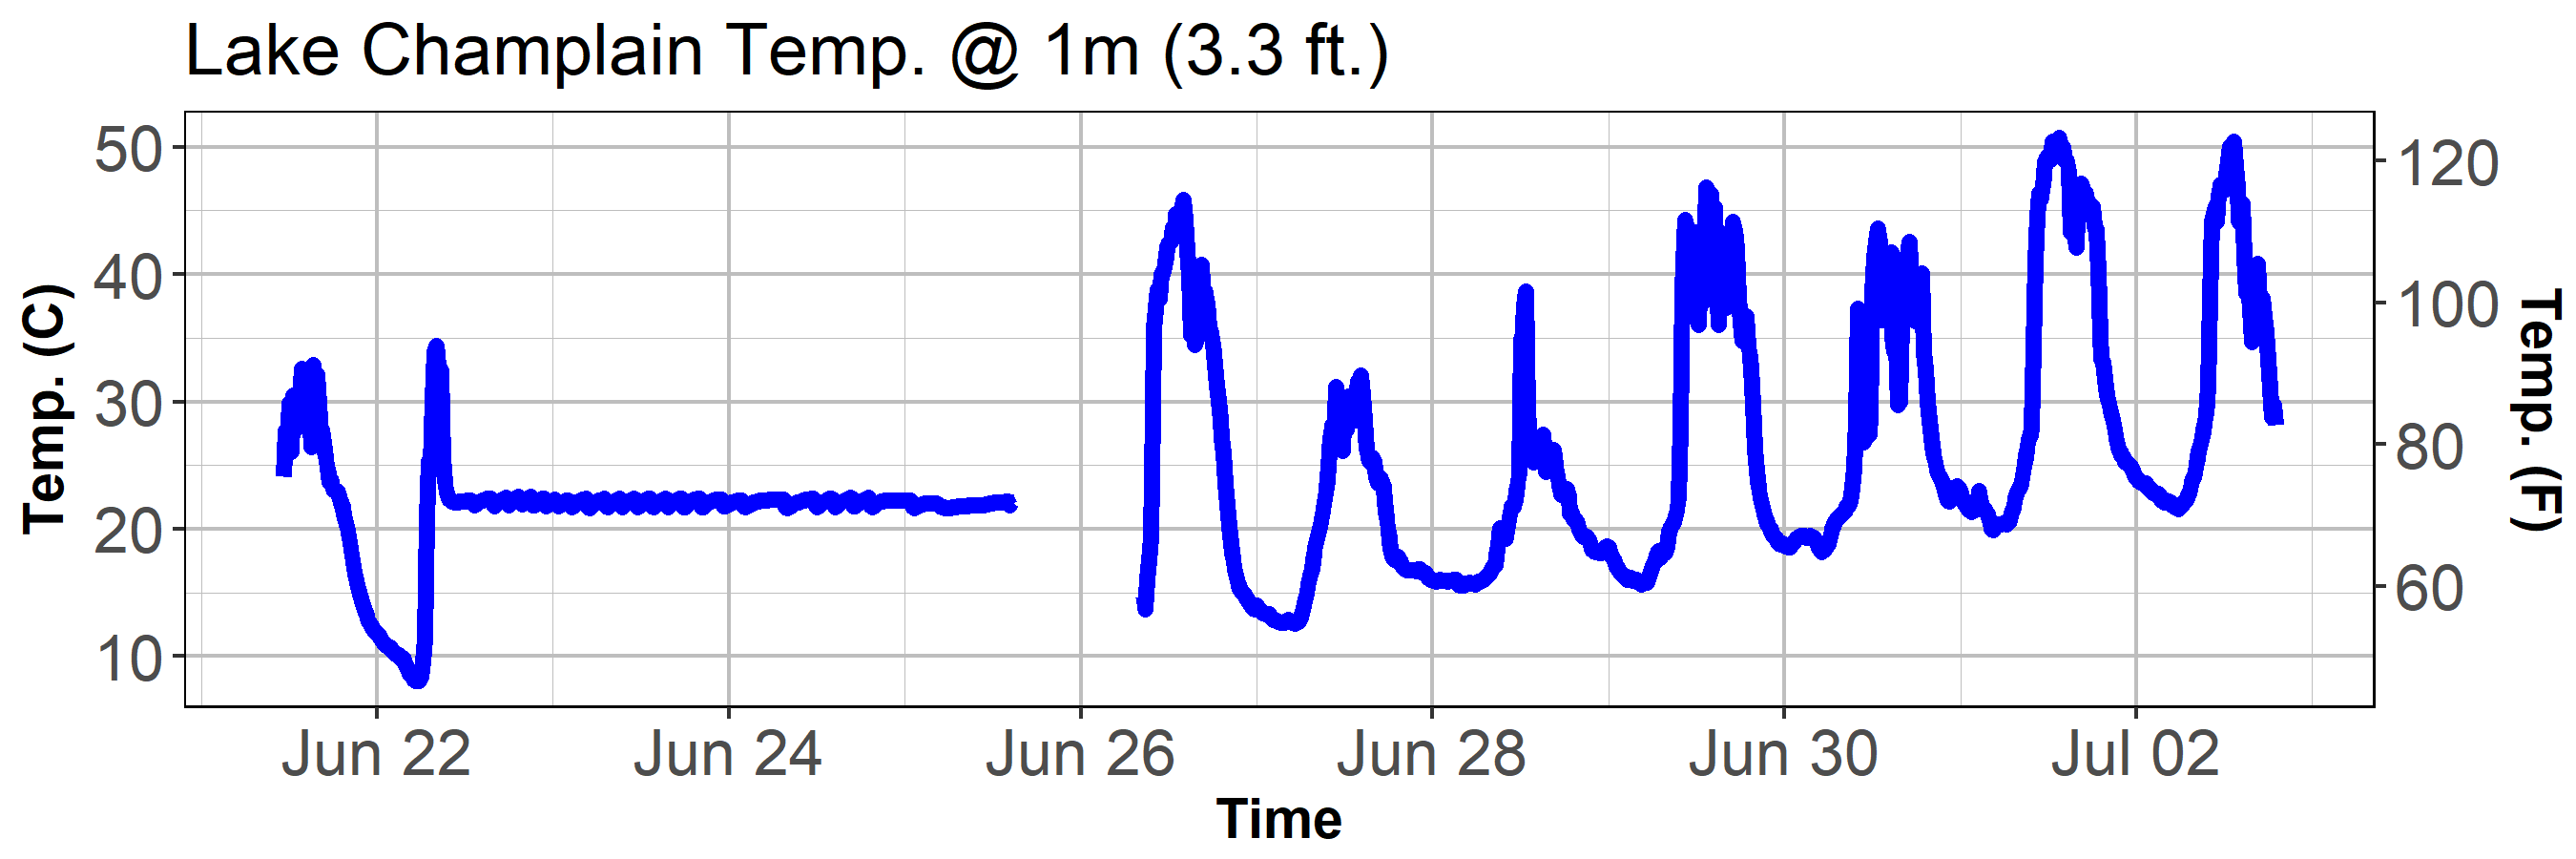 Lake Champlain Temp. @ 1m (3.3 ft.)
50
40
30
20
10
Temp. (C)
120
100
80
60
Temp. (F)
Jun 22 Jun 24 Jun 26 Jun 28 Jun 30 Jul 02
Time